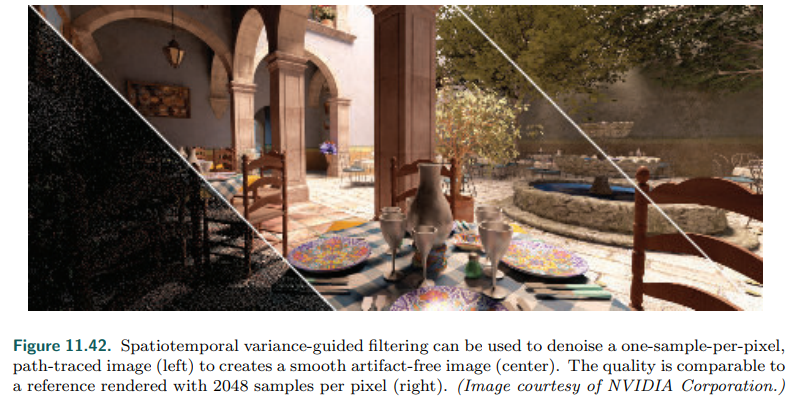 Figure 11.42. Spatiotemporal variance-guided filtering can be used to denoise a one-sample-per-pixel,
path-traced image (left) to creates a smooth artifact-free image (center). The quality is comparable to
a reference rendered with 2048 samples per pixel (right). (Image courtesy of NVIDIA Corporation.)